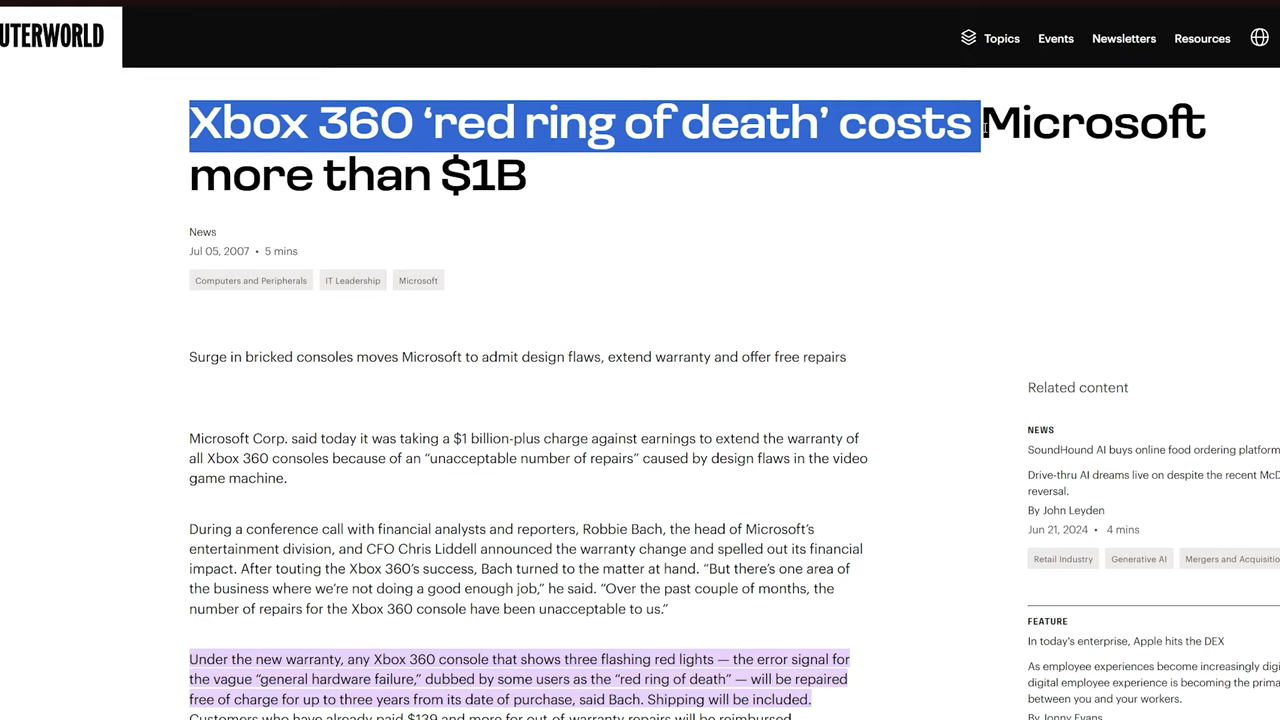 UTERWORLD
Topics Events Newsletters Resources
Xbox 360 ‘red ring of death’ costs Microsoft
more than $1B
News
Jul 05, 2007 • 5 mins
Computers and Peripherals IT Leadership Microsoft
Surge in bricked consoles moves Microsoft to admit design flaws, extend warranty and offer free repairs
Microsoft Corp. said today it was taking a $1 billion-plus charge against earnings to extend the warranty of
all Xbox 360 consoles because of an “unacceptable number of repairs” caused by design flaws in the video
game machine.
During a conference call with financial analysts and reporters, Robbie Bach, the head of Microsoft’s
entertainment division, and CFO Chris Liddell announced the warranty change and spelled out its financial
impact. After touting the Xbox 360’s success, Bach turned to the matter at hand. “But there’s one area of
the business where we’re not doing a good enough job,” he said. “Over the past couple of months, the
number of repairs for the Xbox 360 console have been unacceptable to us.”
Under the new warranty, any Xbox 360 console that shows three flashing red lights — the error signal for
the vague “general hardware failure,” dubbed by some users as the “red ring of death” — will be repaired
free of charge for up to three years from its date of purchase, said Bach. Shipping will be included.
Customers who have already paid $139 and more for out-of-warranty repairs will be reimbursed
Related content
NEWS
SoundHound AI buys online food ordering platform
Drive-thru AI dreams live on despite the recent McD
reversal.
By John Leyden
Jun 21, 2024 • 4 mins
Retail Industry Generative AI Mergers and Acquisitio
FEATURE
In today's enterprise, Apple hits the DEX
As employee experiences become increasingly digi
digital employee experience is becoming the prima
between you and your workers.
By Jonny Evans